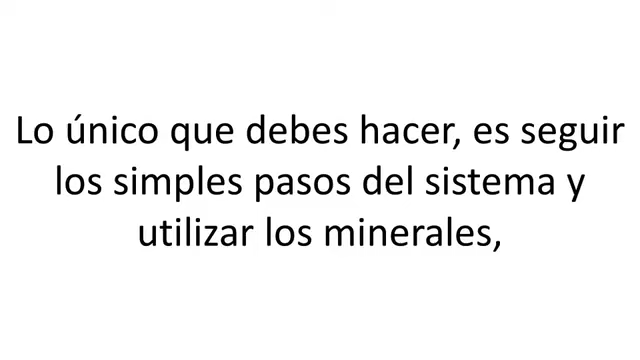 Lo único que debes hacer, es seguir
los simples pasos del sistema y
utilizar los minerales,